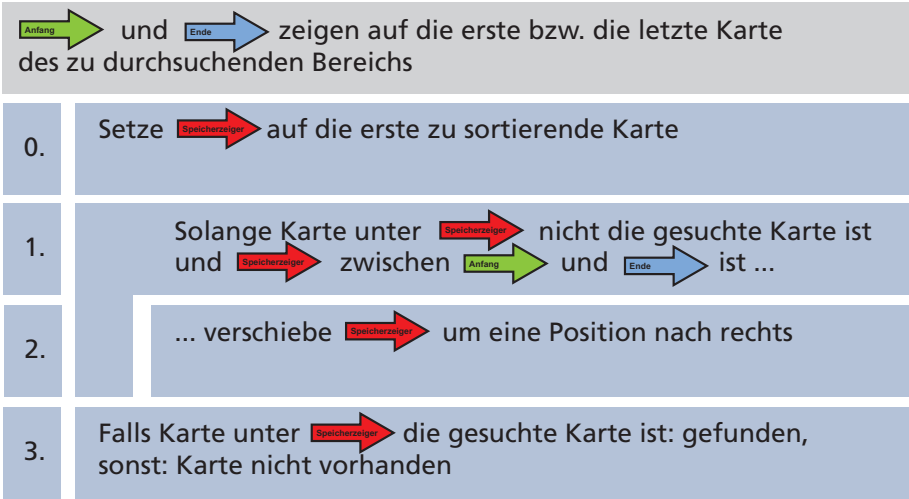 Anfang und Ende zeigen auf die erste bzw. die letzte Karte
des zu durchsuchenden Bereichs
0. Setze Speicherzeiger auf die erste zu sortierende Karte
1. Solange Karte unter Speicherzeiger nicht die gesuchte Karte ist
und Speicherzeiger zwischen Anfang und Ende ist ...
2. ... verschiebe Speicherzeiger um eine Position nach rechts
3. Falls Karte unter Speicherzeiger die gesuchte Karte ist: gefunden,
sonst: Karte nicht vorhanden